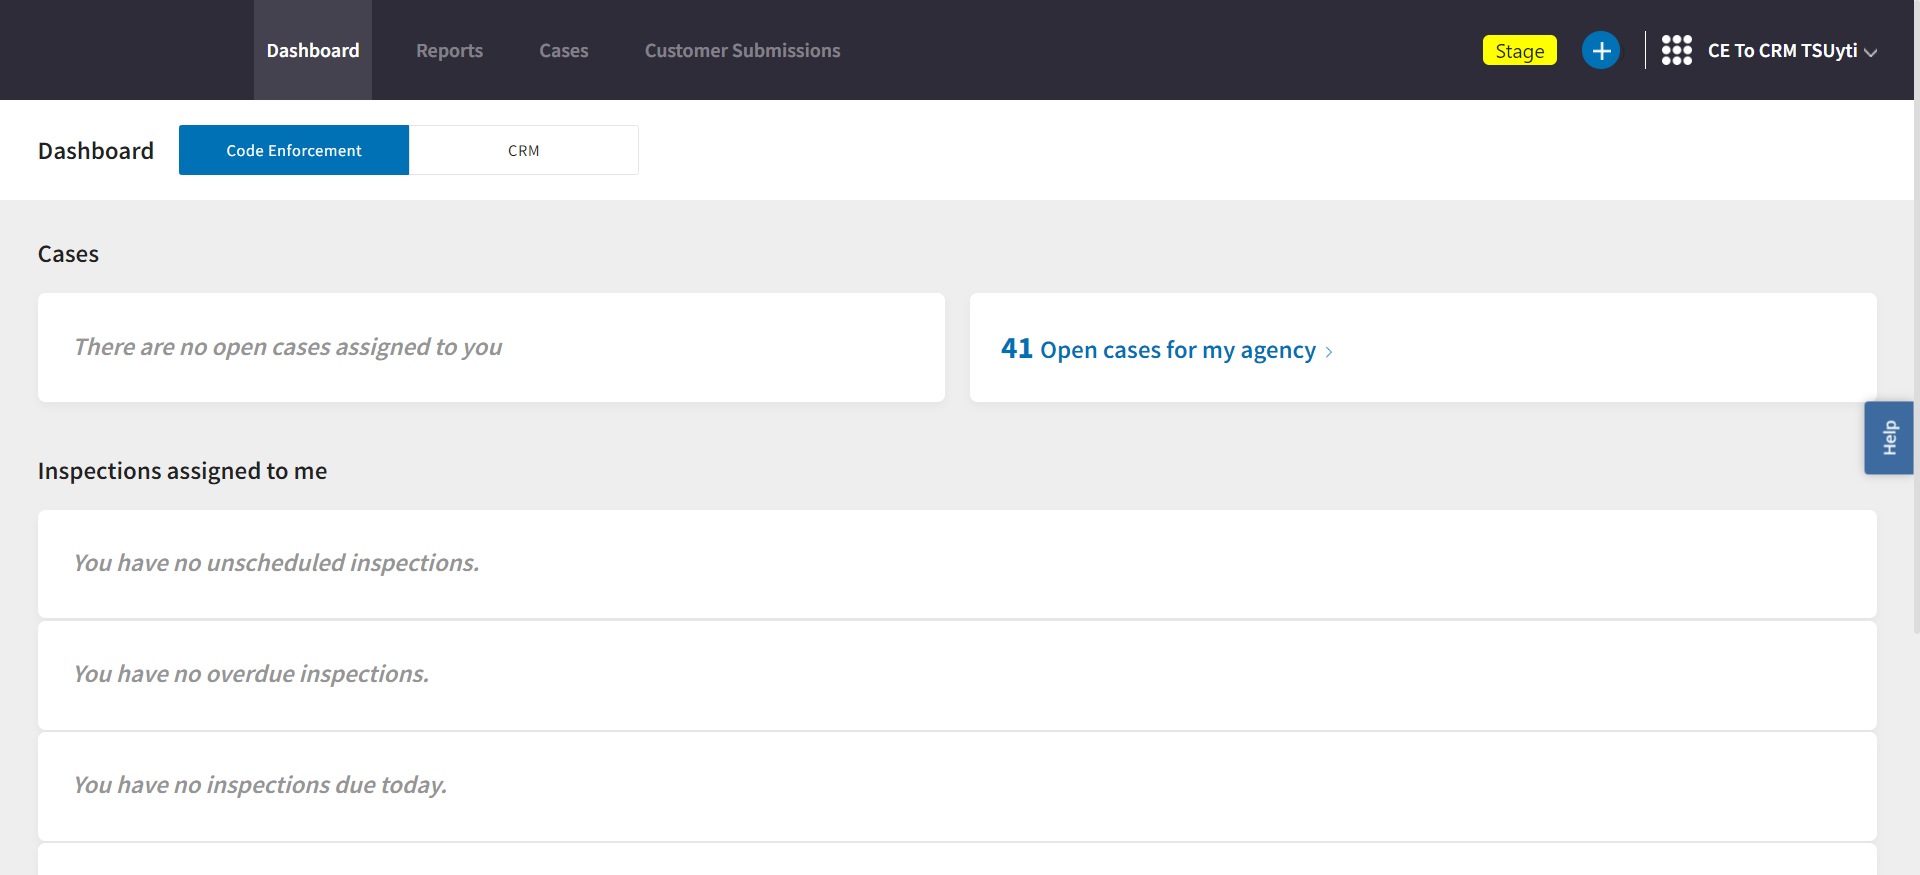 Dashboard
Reports
Cases
Customer Submissions
Stage
CE To CRM TSUyti
Dashboard
Code Enforcement
CRM
Cases
There are no open cases assigned to you
41 Open cases for my agency
Help
Inspections assigned to me
You have no unscheduled inspections.
You have no overdue inspections.
You have no inspections due today.